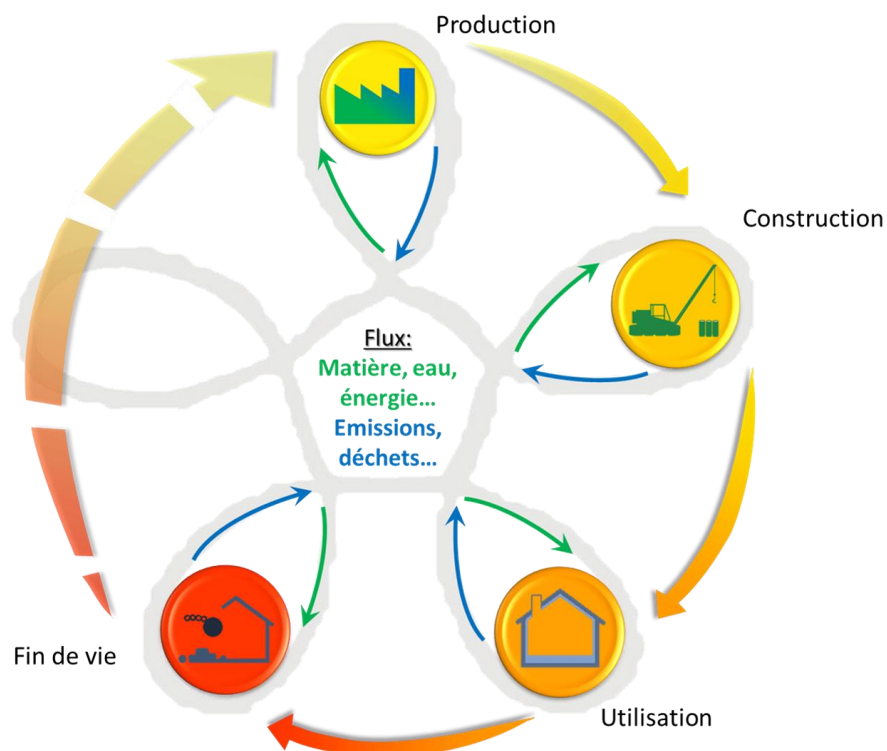 Production
Construction
Flux:
Matière, eau,
énergie...
Emissions,
déchets...
Fin de vie
Utilisation